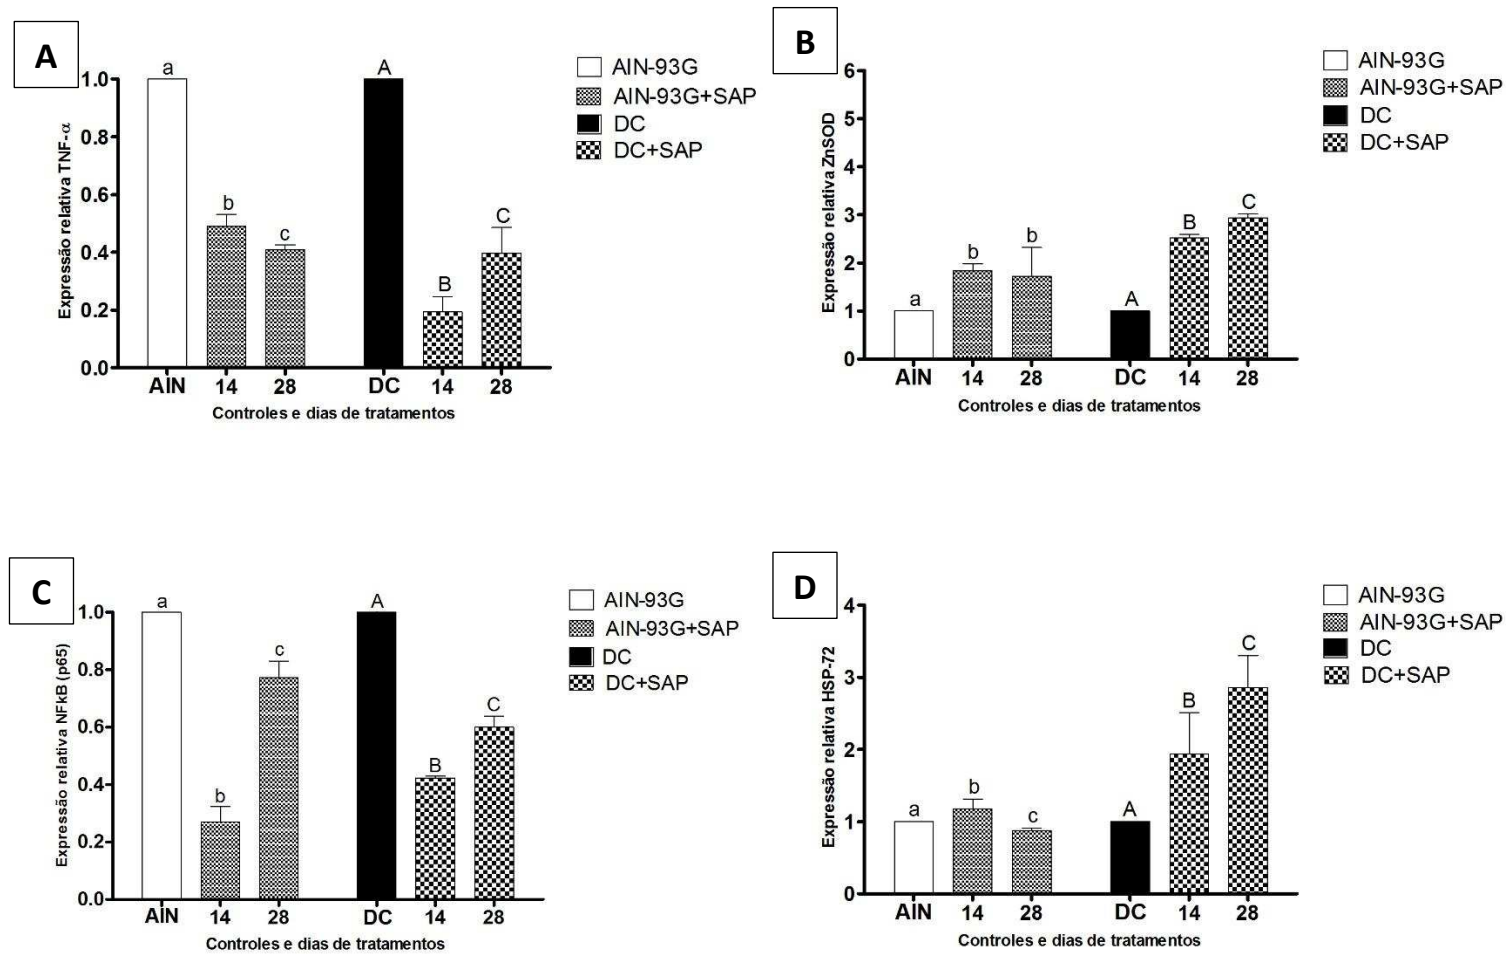 A
Expressão relativa TNF-α
1.0
0.8
0.6
0.4
0.2
0.0
a
b
c
A
B
C
AIN
14
28
DC
14
28
Controles e dias de tratamentos
AIN-93G
AIN-93G+SAP
DC
DC+SAP
B
Expressão relativa ZnSOD
6
5
4
3
2
1
0
a
b
b
A
B
C
AIN
14
28
DC
14
28
Controles e dias de tratamentos
AIN-93G
AIN-93G+SAP
DC
DC+SAP
C
Expressão relativa NFkB (p65)
1.0
0.8
0.6
0.4
0.2
0.0
a
b
c
A
B
C
AIN
14
28
DC
14
28
Controles e dias de tratamentos
AIN-93G
AIN-93G+SAP
DC
DC+SAP
D
Expressão relativa HSP-72
4
3
2
1
0
a
b
c
A
B
C
AIN
14
28
DC
14
28
Controles e dias de tratamentos
AIN-93G
AIN-93G+SAP
DC
DC+SAP